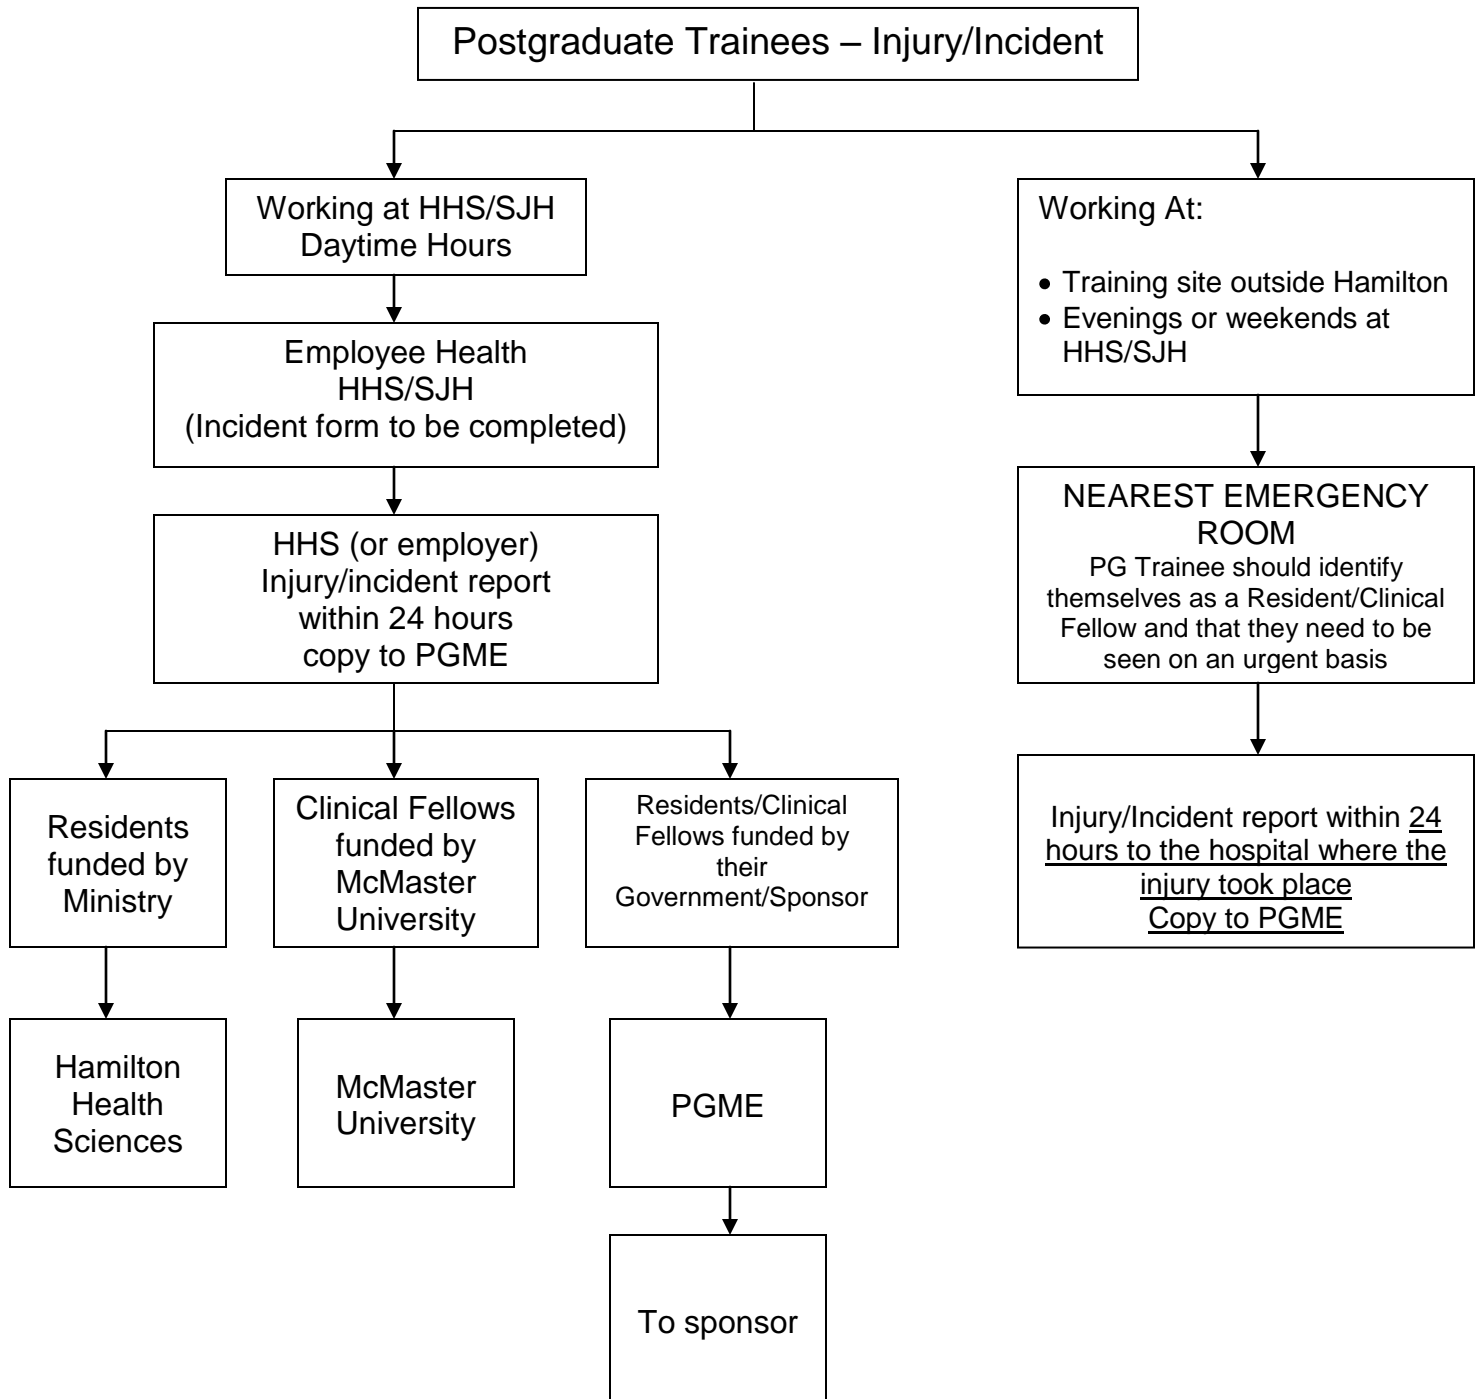 Postgraduate Trainees – Injury/Incident
Working at HHS/SJH
Daytime Hours
Employee Health
HHS/SJH
(Incident form to be completed)
HHS (or employer)
Injury/incident report
within 24 hours
copy to PGME
Residents
funded by
Ministry
Clinical Fellows
funded by
McMaster
University
Residents/Clinical
Fellows funded by
their
Government/Sponsor
Hamilton
Health
Sciences
McMaster
University
PGME
To sponsor
Working At:
• Training site outside Hamilton
• Evenings or weekends at
HHS/SJH
NEAREST EMERGENCY
ROOM
PG Trainee should identify
themselves as a Resident/Clinical
Fellow and that they need to be
seen on an urgent basis
Injury/Incident report within 24
hours to the hospital where the
injury took place
Copy to PGME